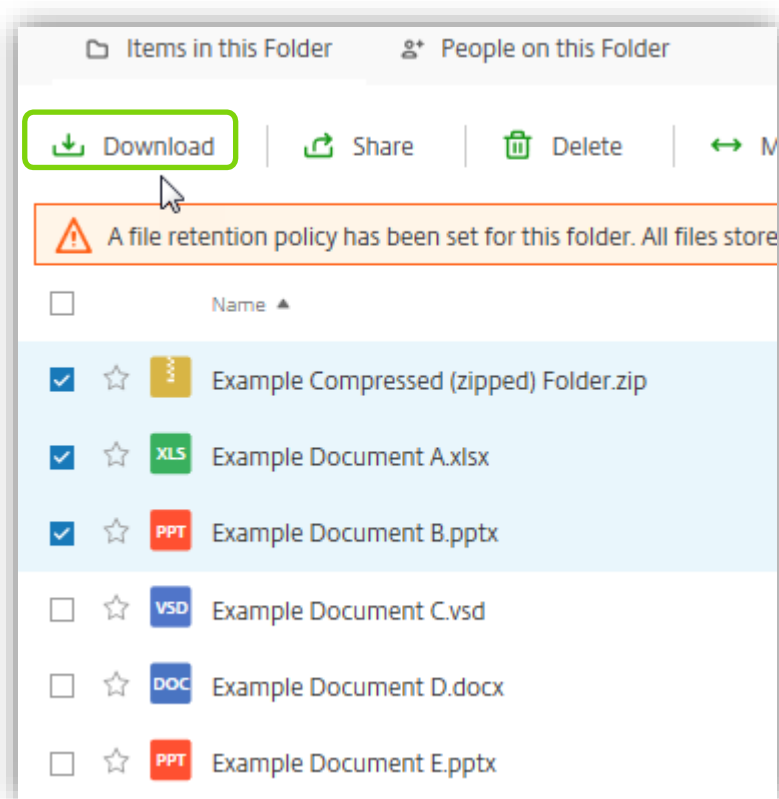 Items in this Folder People on this Folder
Download Share Delete M
A file retention policy has been set for this folder. All files store
Name
Example Compressed (zipped) Folder.zip
XLS Example Document A.xlsx
PPT Example Document B.pptx
VSD Example Document C.vsd
DOC Example Document D.docx
PPT Example Document E.pptx